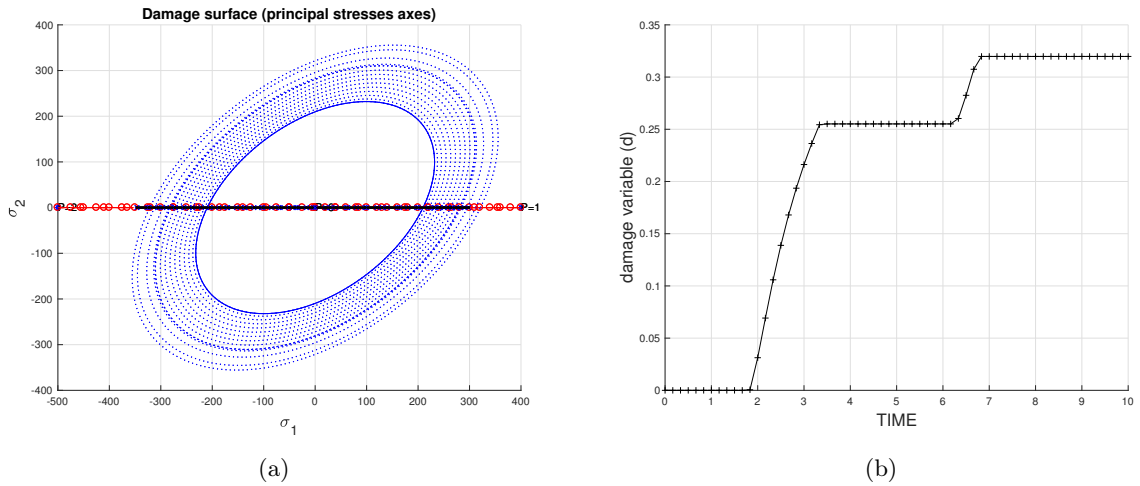 Damage surface (principal stresses axes)
400
300
200
100
0
-100
-200
-300
-400
σ2
P=2
P=1
-500
-400
-300
-200
-100
0
100
200
300
400
σ1
(a)
0.35
0.3
0.25
0.2
0.15
0.1
0.05
0
damage variable (d)
0 1 2 3 4 5 6 7 8 9 10
TIME
(b)